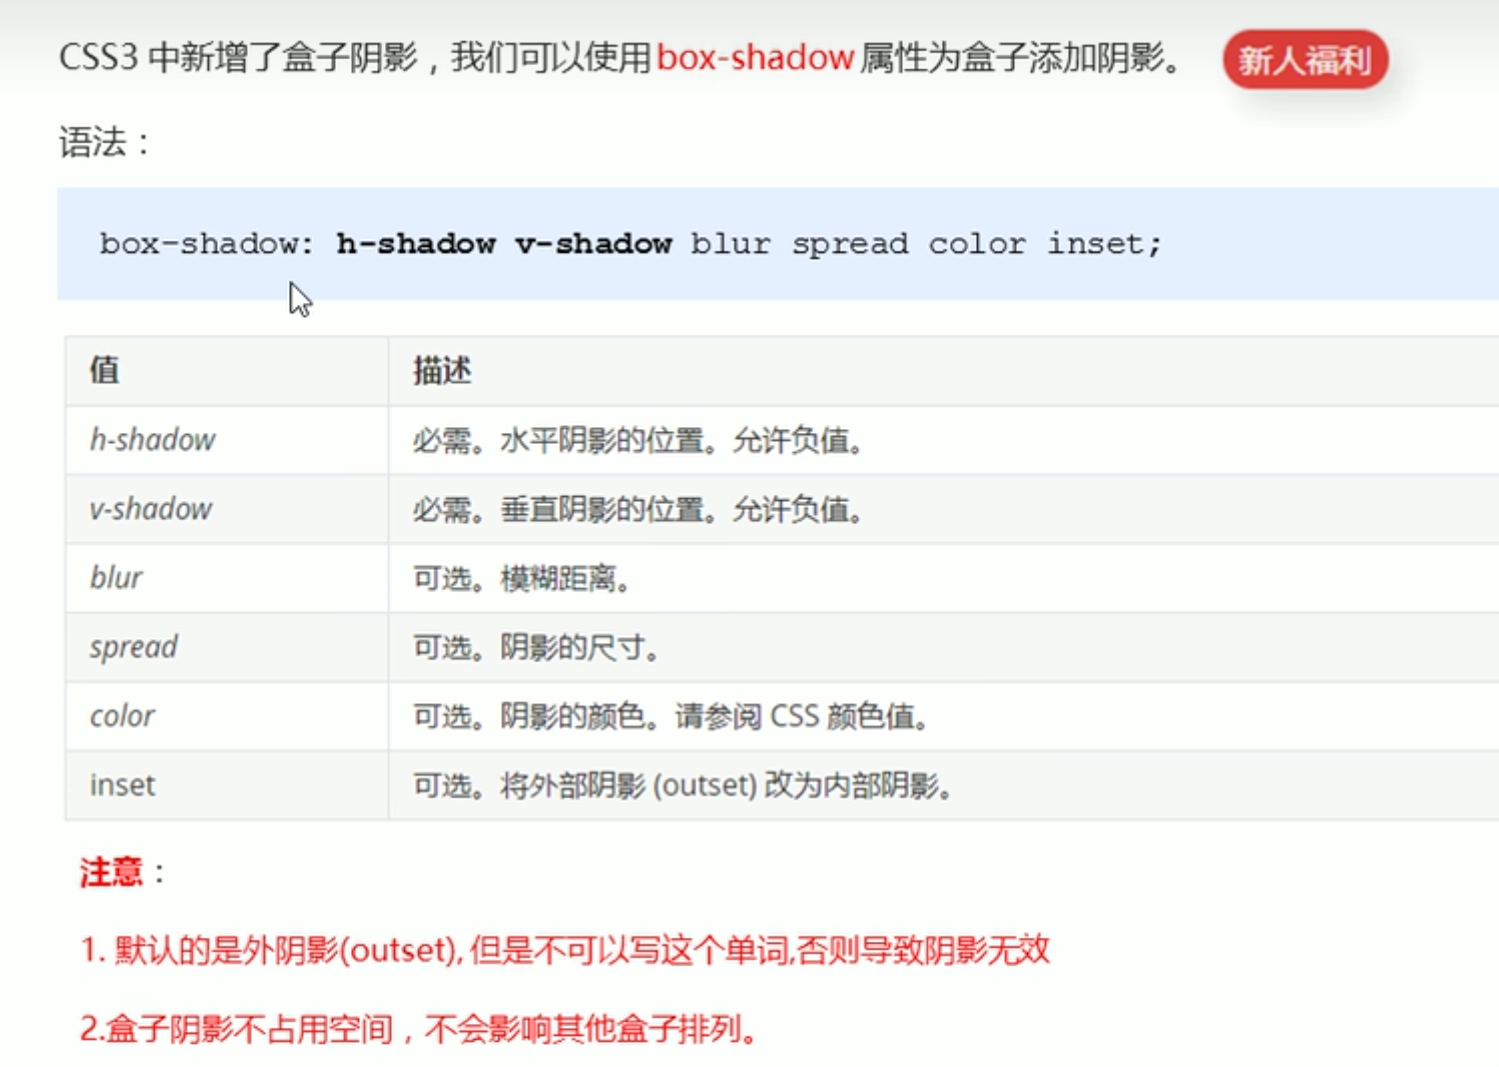 CSS3 中新增了盒子阴影，我们可以使用box-shadow属性为盒子添加阴影。 新人福利
语法：
box-shadow: h-shadow v-shadow blur spread color inset;
值 描述
h-shadow 必需。水平阴影的位置。允许负值。
v-shadow 必需。垂直阴影的位置。允许负值。
blur 可选。模糊距离。
spread 可选。阴影的尺寸。
color 可选。阴影的颜色。请参阅 CSS 颜色值。
inset 可选。将外部阴影 (outset) 改为内部阴影。
注意：
1. 默认的是外阴影(outset), 但是不可以写这个单词,否则导致阴影无效
2.盒子阴影不占用空间，不会影响其他盒子排列。